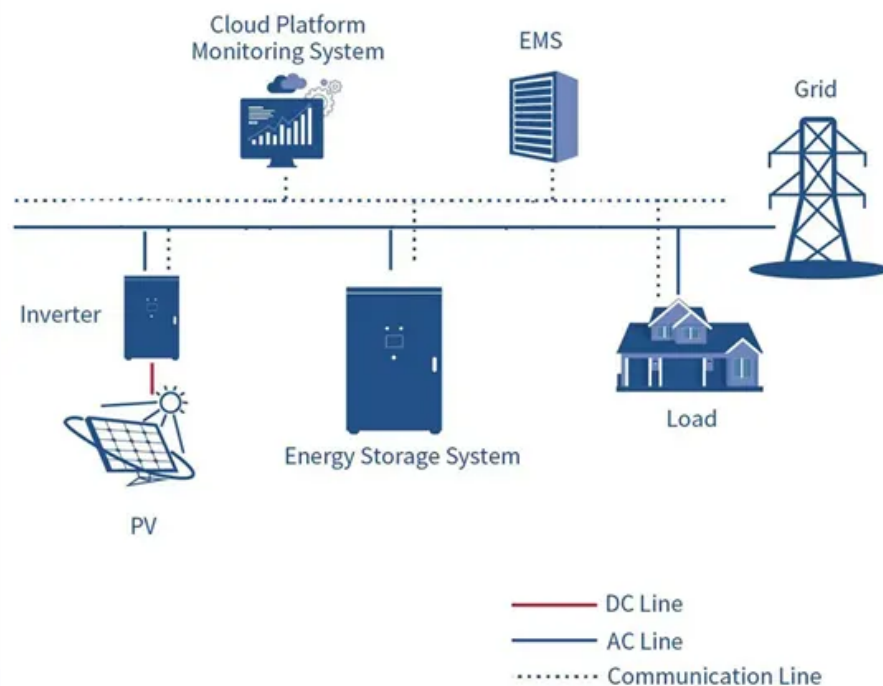 Cloud Platform
Monitoring System
EMS
Grid
Inverter
Load
Energy Storage System
PV
DC Line
AC Line
Communication Line